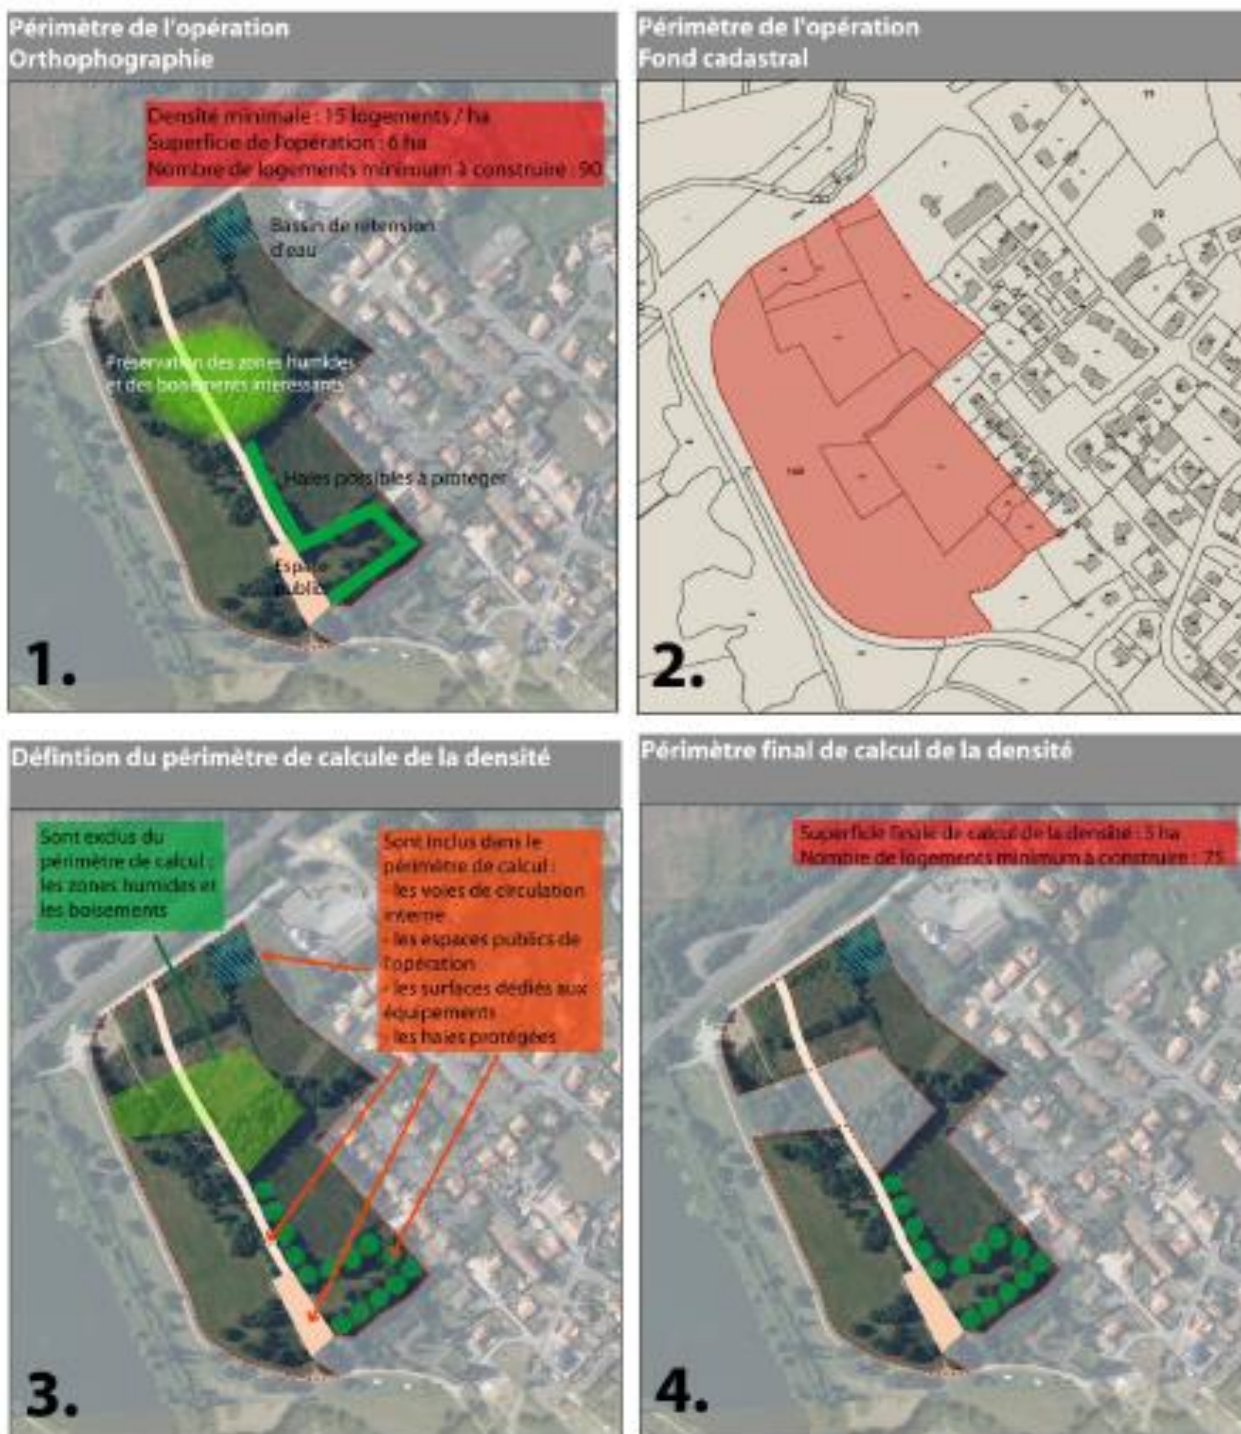 Périmètre de l'opération
Orthophographie
Densité minimale : 15 logements / ha
Superficie de l'opération : 6 ha
Nombre de logements minimum à construire : 90
Bassin de rétension
d'eau
Préservation des zones humides
et des boisements intéressants
Haies possibles à protéger
Espace
public
1.
Périmètre de l'opération
Fond cadastral
2.
Défintion du périmètre de calcule de la densité
Sont exclus du
périmètre de calcul :
les zones humides et
les boisements
Sont inclus dans le
périmètre de calcul :
- les voies de circulation
interne
- les espaces publics de
l'opération
- les surfaces dédiés aux
équipements
- les haies protégées
3.
Périmètre final de calcul de la densité
Superficie finale de calcul de la densité : 5 ha
Nombre de logements minimum à construire : 75
4.